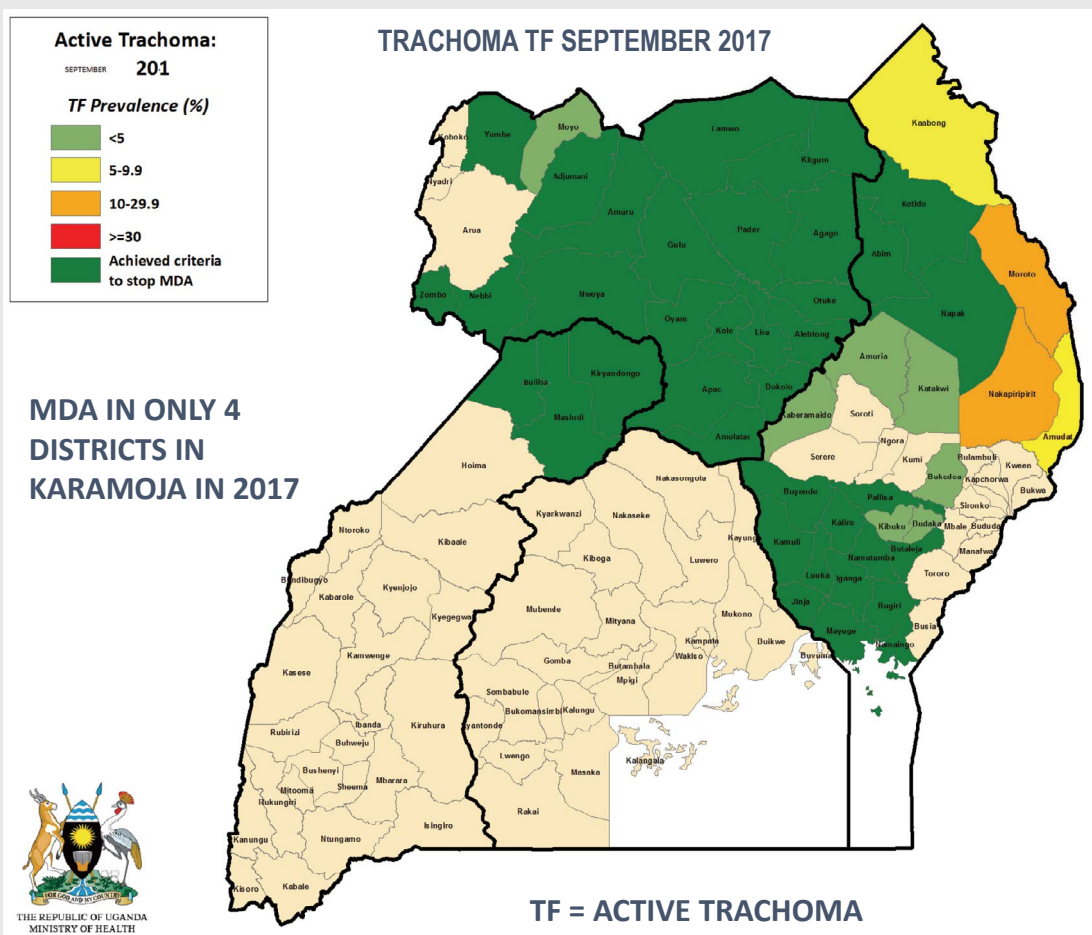 Active Trachoma:
SEPTEMBER 201
TF Prevalence (%)
<5
5-9.9
10-29.9
>=30
Achieved criteria
to stop MDA
TRACHOMA TF SEPTEMBER 2017
MDA IN ONLY 4
DISTRICTS IN
KARAMOJA IN 2017
Koboko
Yumbe
Moyo
Lamwo
Kaabong
Kitgum
Nyadri
Adjumani
Kotido
Arua
Amuru
Pader
Agago
Gulu
Abim
Moroto
Zombo
Nebbi
Nwoya
Otuke
Napak
Oyam
Kole
Lira
Alebtong
Amuria
Buliisa
Kiryandongo
Katakwi
Apac
Dokolo
Nakapiripirit
Masindi
Kaberamaido
Soroti
Amolatar
Amudat
Ngora
Hoima
Serere
Kumi
Bulambuli
Kween
Nakasongola
Bukedea
Kapchorwa
Bukwa
Kyarkwanzi
Nakaseke
Buyende
Pallisa
Sironko
Ntoroko
Kaliro
Kibuku
Budaka
Mbale
Bududa
Kibaale
Kiboga
Luwero
Kayung
Kamuli
Butaleja
Manafwa
Namutumba
Bundibugyo
Kabarole
Kyenjojo
Luuka
Iganga
Tororo
Kyegegwa
Mubende
Mityana
Mukono
Jinja
Bagiri
Busia
Kampala
Mayuge
Namaingo
Kasese
Kamwenge
Gomba
Butambala
Wakiso
Buikwe
Buvuma
Mpigi
Sembabule
Bukomansimbi
Kalungu
Kiruhura
Ibanda
yantonde
Rubirizi
Buhweju
Lwengo
Kalangala
Bushenyi
Masaka
Mitooma
Sheema
Mbarara
Rukungiri
Rakai
Isingiro
Kanungu
Ntungamo
Kisoro
Kabale
FOR GOD AND MY COUNTRY
THE REPUBLIC OF UGANDA
MINISTRY OF HEALTH
TF = ACTIVE TRACHOMA